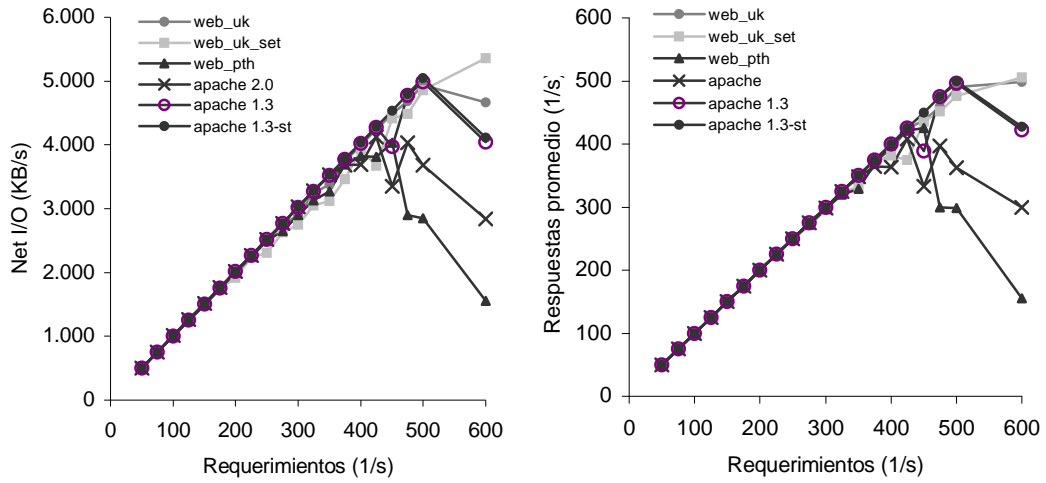 6.000
5.000
4.000
3.000
2.000
1.000
0
Net I/O (KB/s)
web_uk
web_uk_set
web_pth
apache 2.0
apache 1.3
apache 1.3-st
0 100 200 300 400 500 600
Requerimientos (1/s)
600
500
400
300
200
100
0
Respuestas promedio (1/s)
web_uk
web_uk_set
web_pth
apache
apache 1.3
apache 1.3-st
0 100 200 300 400 500 600
Requerimientos (1/s)